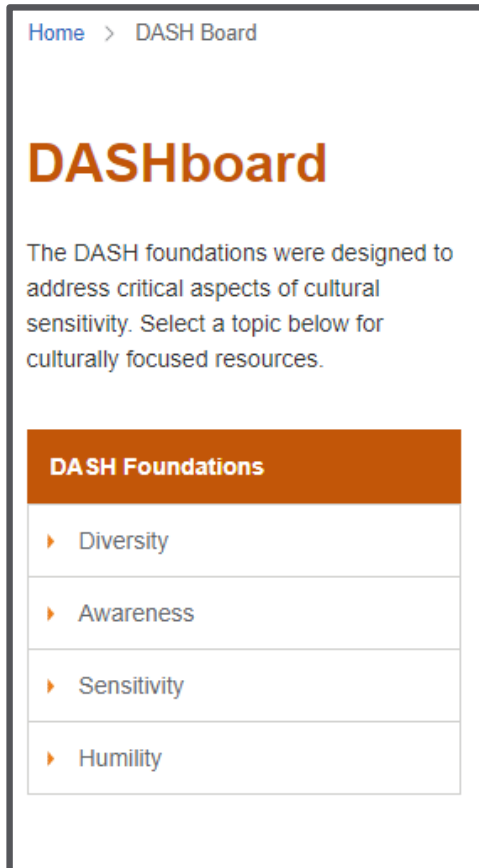 Home > DASH Board
DASHboard
The DASH foundations were designed to
address critical aspects of cultural
sensitivity. Select a topic below for
culturally focused resources.
DASH Foundations
Diversity
Awareness
Sensitivity
Humility